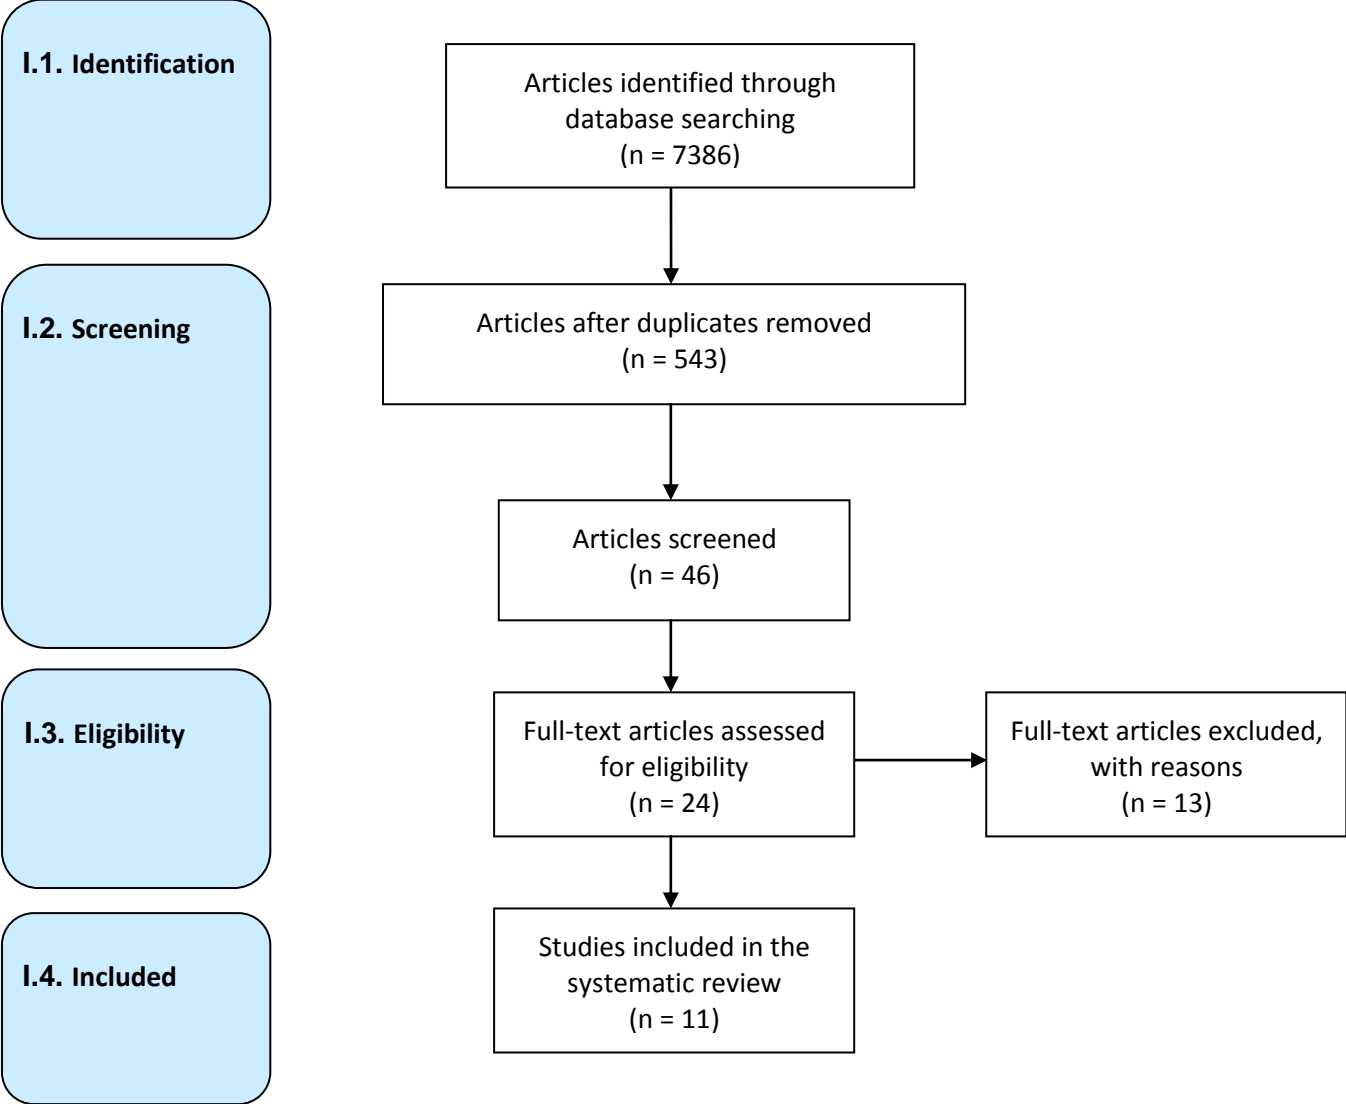 I.1. Identification
Articles identified through
database searching
(n = 7386)
I.2. Screening
Articles after duplicates removed
(n = 543)
Articles screened
(n = 46)
I.3. Eligibility
Full-text articles assessed
for eligibility
(n = 24)
Full-text articles excluded,
with reasons
(n = 13)
I.4. Included
Studies included in the
systematic review
(n = 11)